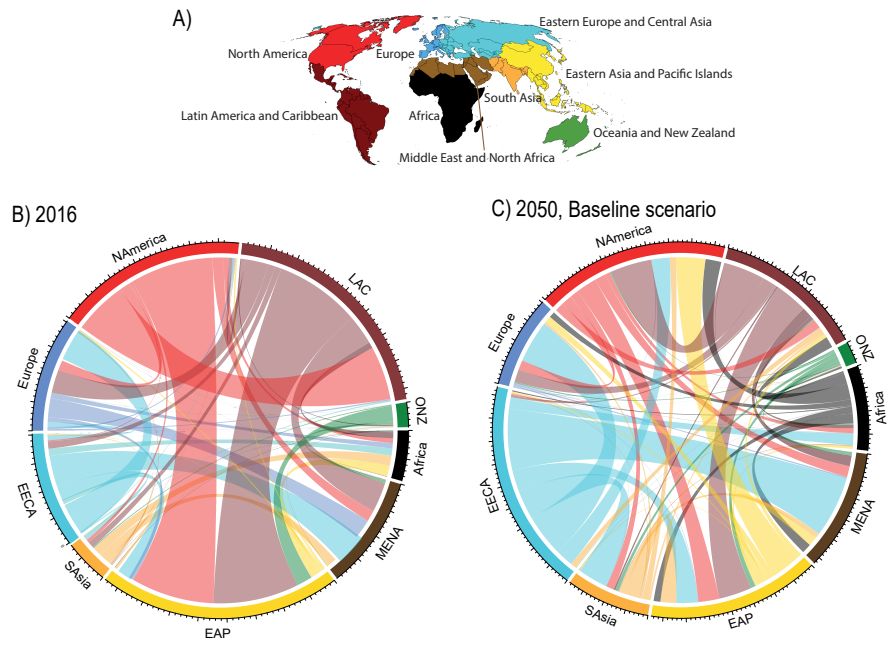 A)
Eastern Europe and Central Asia
North America
Europe
Eastern Asia and Pacific Islands
South Asia
Latin America and Caribbean
Africa
Oceania and New Zealand
Middle East and North Africa
B) 2016
NAmerica
LAC
Europe
ZNO
Africa
EECA
MENA
SAsia
EAP
C) 2050, Baseline scenario
NAmerica
LAC
Europe
ZNO
Africa
EECA
MENA
SAsia
EAP